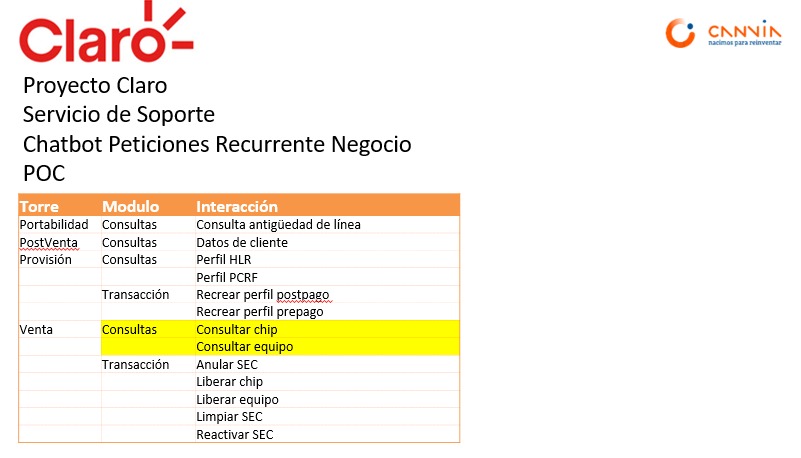 Claro
CANVIA
nacimos para reinventar
Proyecto Claro
Servicio de Soporte
Chatbot Peticiones Recurrente Negocio
POC
Torre Modulo Interacción
Portabilidad Consultas Consulta antigüedad de línea
PostVenta Consultas Datos de cliente
Provisión Consultas Perfil HLR
Perfil PCRF
Transacción Recrear perfil postpago
Recrear perfil prepago
Venta Consultas Consultar chip
Consultar equipo
Transacción Anular SEC
Liberar chip
Liberar equipo
Limpiar SEC
Reactivar SEC